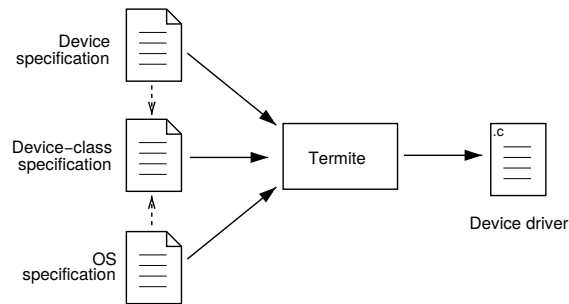 Device
specification
Device−class
specification
OS
specification
Termite
.c
Device driver